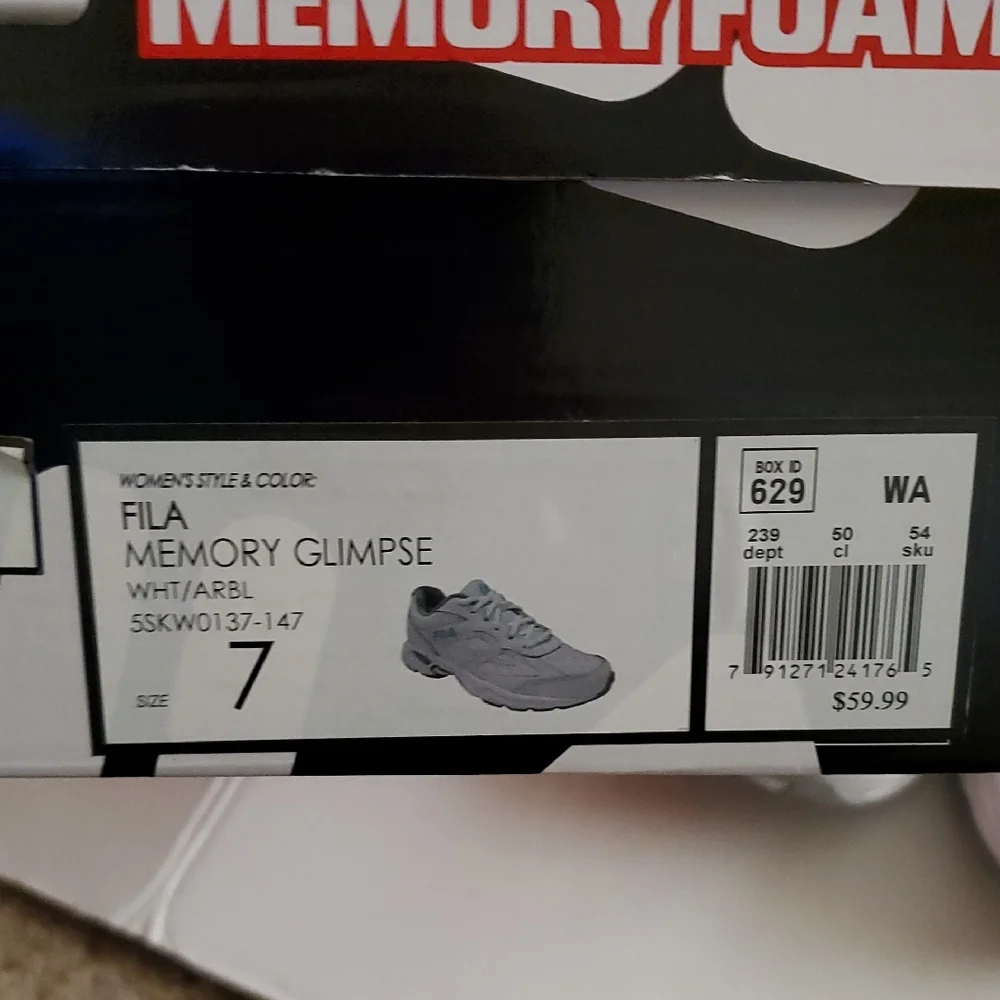 MEMORY FOAM
WOMEN'S STYLE & COLOR:
FILA
MEMORY GLIMPSE
WHT/ARBL
5SKW0137-147
SIZE 7
FILA
BOX ID
629
WA
239 50 54
dept cl sku
7 91271 24176 5
$59.99